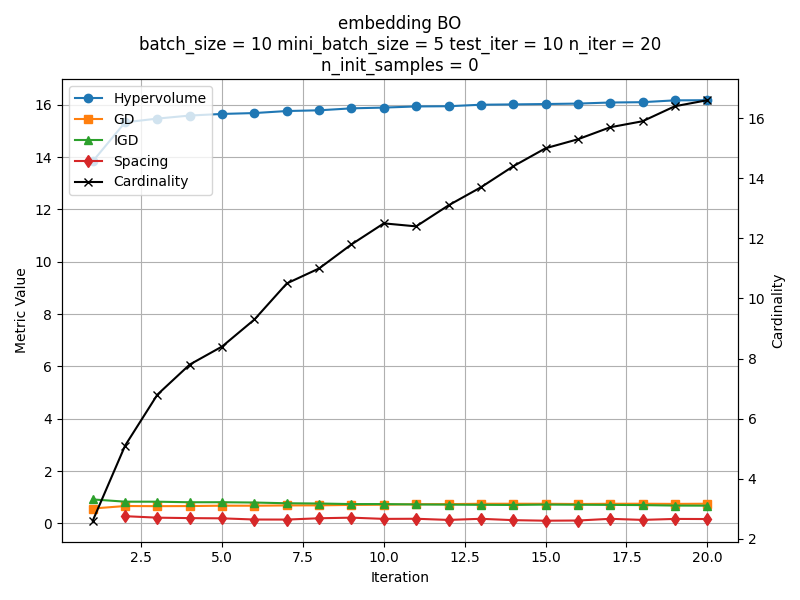 embedding BO
batch_size = 10 mini_batch_size = 5 test_iter = 10 n_iter = 20
n_init_samples = 0
Hypervolume
GD
IGD
Spacing
Cardinality
Metric Value
16
14
12
10
8
6
4
2
0
Cardinality
16
14
12
10
8
6
4
2
2.5 5.0 7.5 10.0 12.5 15.0 17.5 20.0
Iteration